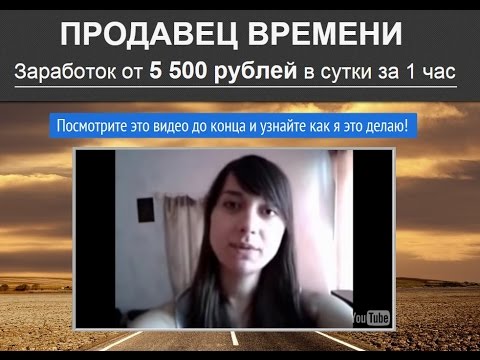 ПРОДАВЕЦ ВРЕМЕНИ
Заработок от 5 500 рублей в сутки за 1 час
Посмотрите это видео до конца и узнайте как я это делаю!
YouTube